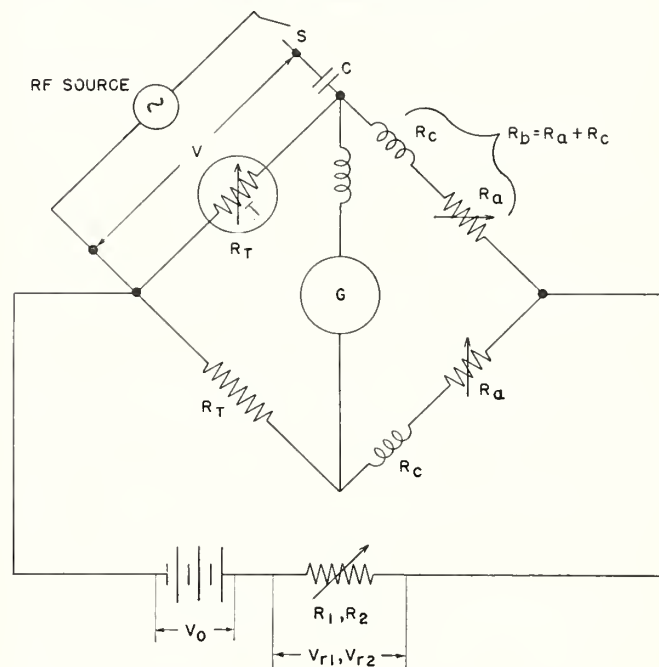 S
C
RF SOURCE
~
V
R_C
R_b = R_a + R_C
R_a
T
R_T
G
R_T
R_a
R_C
V_0
R_1, R_2
V_r1, V_r2